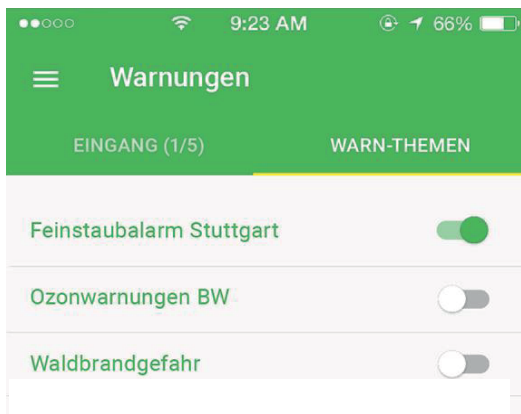 9:23 AM 66%
Warnungen
EINGANG (1/5) WARN-THEMEN
Feinstaubalarm Stuttgart
Ozonwarnungen BW
Waldbrandgefahr